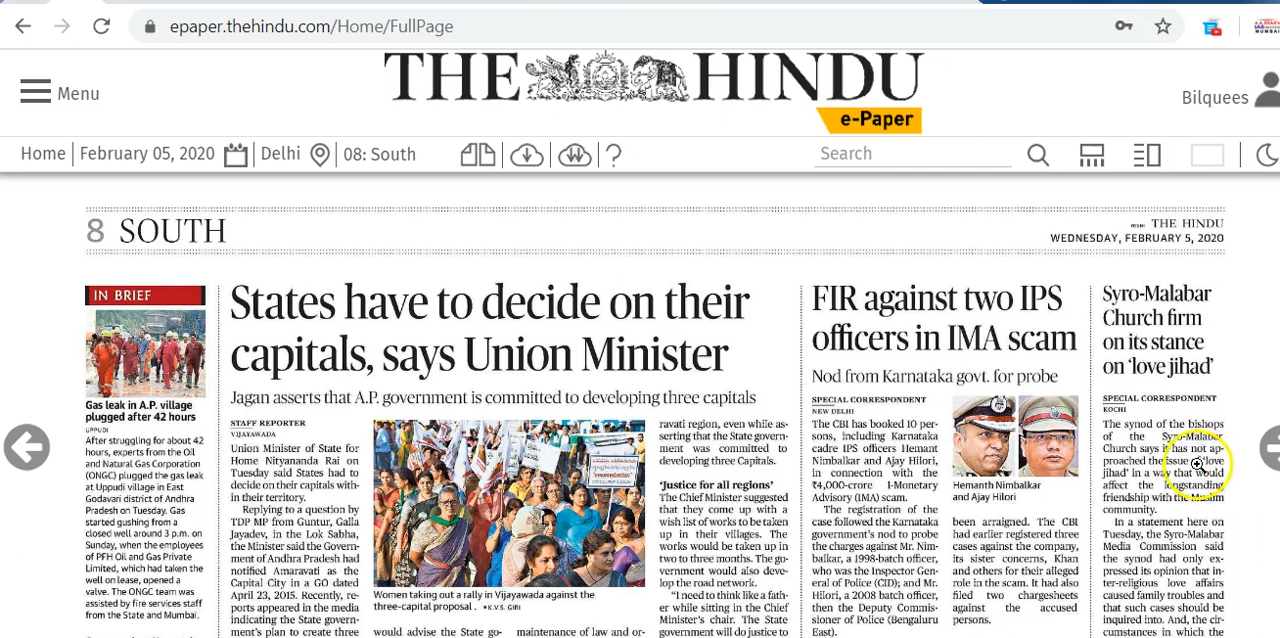 epaper.thehindu.com/Home/FullPage
THE HINDU
e-Paper
Menu
Bilquees
Home
February 05, 2020
Delhi
08: South
?
Search
8 SOUTH
THE HINDU
WEDNESDAY, FEBRUARY 5, 2020
IN BRIEF
Gas leak in A.P. village
plugged after 42 hours
UPPUDI
After struggling for about 42
hours, experts from the Oil
and Natural Gas Corporation
(ONGC) plugged the gas leak
at Uppudi village in East
Godavari district of Andhra
Pradesh on Tuesday. Gas
started gushing from a
closed well around 3 p.m. on
Sunday, when the employees
of PFH Oil and Gas Private
Limited, which had taken the
well on lease, opened a
valve. The ONGC team was
assisted by fire services staff
from the State and Mumbai.
States have to decide on their
capitals, says Union Minister
Jagan asserts that A.P. government is committed to developing three capitals
STAFF REPORTER
VIJAYAWADA
Union Minister of State for
Home Nityananda Rai on
Tuesday said States had to
decide on their capitals with-
in their territory.
Replying to a question by
TDP MP from Guntur, Galla
Jayadev, in the Lok Sabha,
the Minister said the Govern-
ment of Andhra Pradesh had
notified Amaravati as the
Capital City in a GO dated
April 23, 2015. Recently, re-
ports appeared in the media
indicating the State govern-
ment's plan to create three
Women taking out a rally in Vijayawada against the
three-capital proposal. K.V.S. GIRI
would advise the State go-
maintenance of law and or-
ravati region, even while as-
serting that the State govern-
ment was committed to
developing three Capitals.
'Justice for all regions'
The Chief Minister suggested
that they come up with a
wish list of works to be taken
up in their villages. The
works would be taken up in
two to three months. The go-
vernment would also deve-
lop the road network.
"I need to think like a fath-
er while sitting in the Chief
Minister's chair. The State
government will do justice to
FIR against two IPS
officers in IMA scam
Nod from Karnataka govt. for probe
SPECIAL CORRESPONDENT
NEW DELHI
The CBI has booked 10 per-
sons, including Karnataka
cadre IPS officers Hemant
Nimbalkar and Ajay Hilori,
in connection with the
₹4,000-crore I-Monetary
Advisory (IMA) scam.
The registration of the
case followed the Karnataka
government's nod to probe
the charges against Mr. Nim-
balkar, a 1998-batch officer,
who was the Inspector Gen-
eral of Police (CID); and Mr.
Hilori, a 2008 batch officer,
then the Deputy Commis-
sioner of Police (Bengaluru
East).
Hemanth Nimbalkar
and Ajay Hilori
been arraigned. The CBI
had earlier registered three
cases against the company,
its sister concerns, Khan
and others for their alleged
role in the scam. It had also
filed two chargesheets
against the accused
persons.
Syro-Malabar
Church firm
on its stance
on 'love jihad'
SPECIAL CORRESPONDENT
KOCHI
The synod of the bishops
of the Syro-Malabar
Church says it has not ap-
proached the issue of 'love
jihad' in a way that would
affect the longstanding
friendship with the Muslim
community.
In a statement here on
Tuesday, the Syro-Malabar
Media Commission said
the synod had only ex-
pressed its opinion that in-
ter-religious love affairs
caused family troubles and
that such cases should be
inquired into. And, the cir-
cumstances in which the